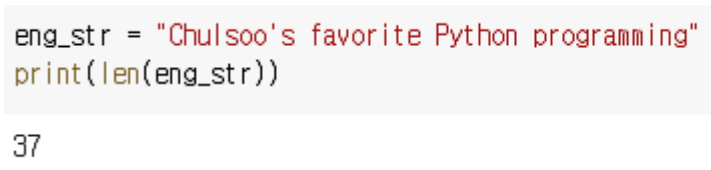 eng_str = "Chulsoo's favorite Python programming"
print(len(eng_str))
37